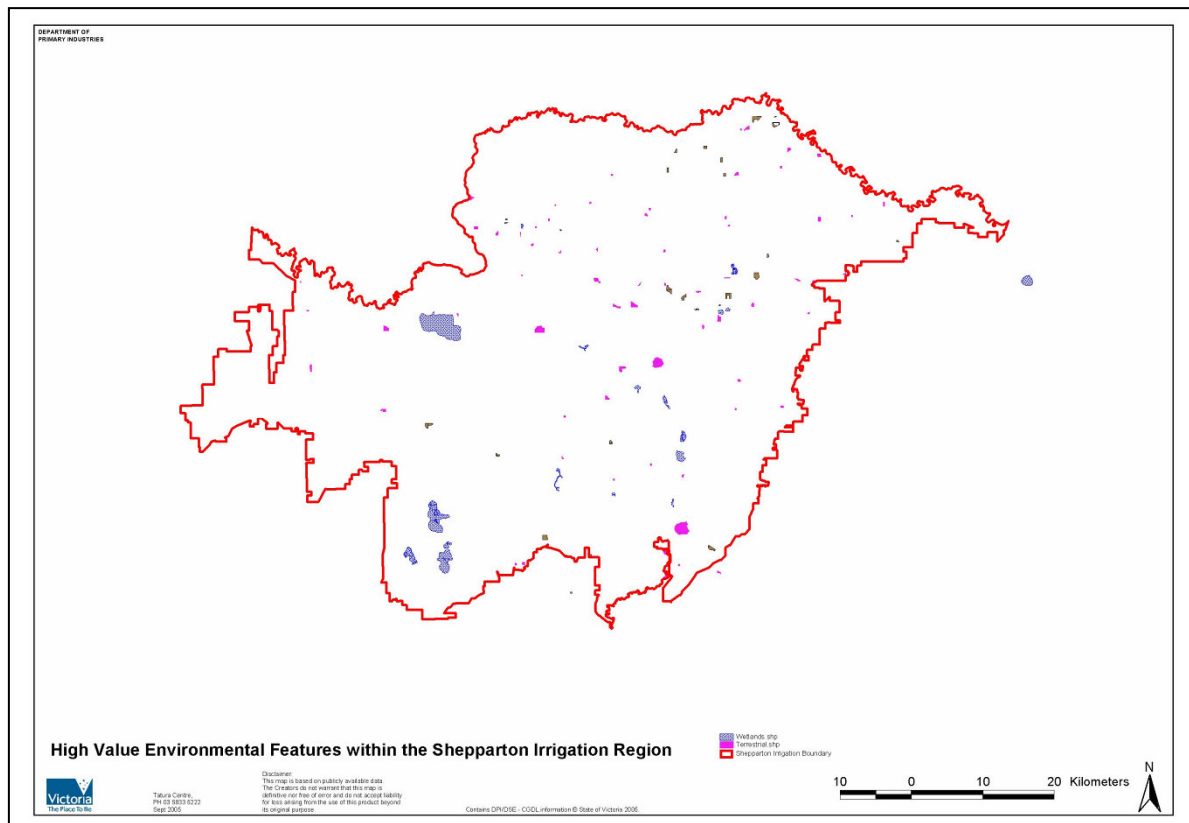 DEPARTMENT OF
PRIMARY INDUSTRIES
High Value Environmental Features within the Shepparton Irrigation Region
Wetlands.shp
Terrestrial.shp
Shepparton Irrigation Boundary
10 0 10 20 Kilometers
N
Victoria
The Place To Be
Tatura Centre,
PH 03 5833 5222
Sept 2005
Disclaimer:
This map is based on publicly available data.
The Creators do not warrant that this map is
definitive nor free of error and do not accept liability
for loss arising from the use of this product beyond
its original purpose.
Contains DPI/DSE - CGDL information © State of Victoria 2005.